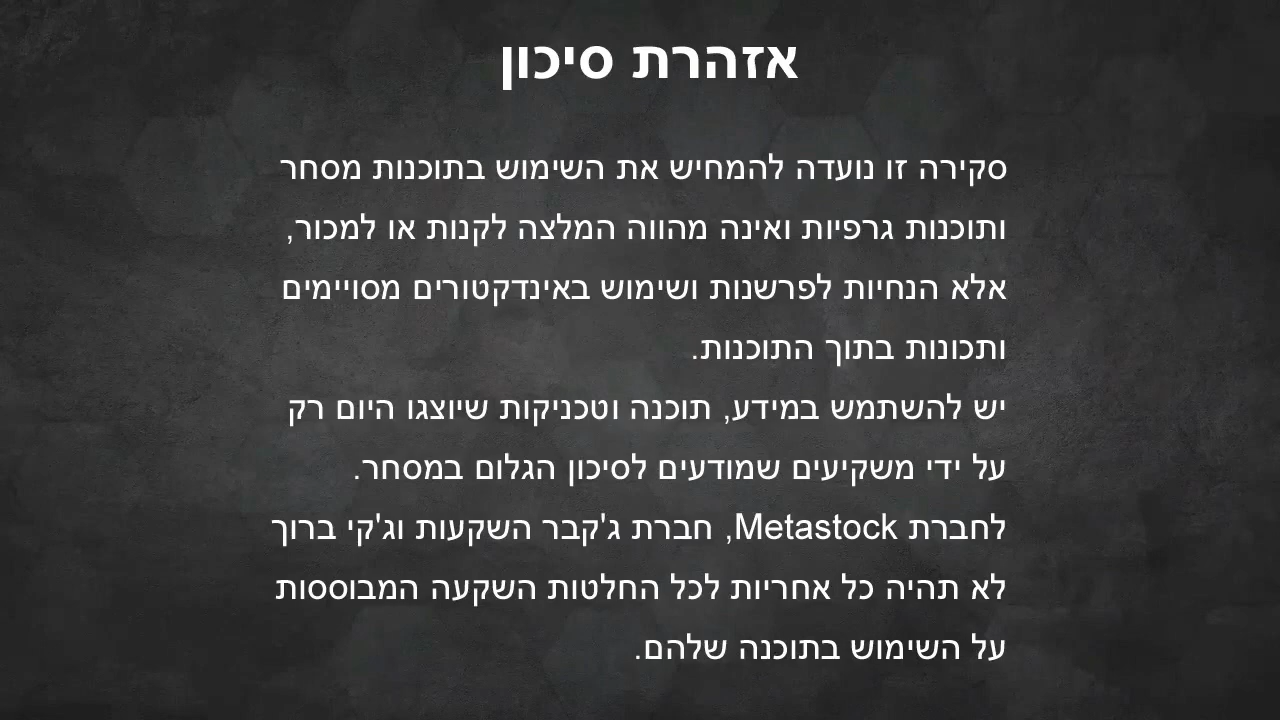 אזהרת סיכון
סקירה זו נועדה להמחיש את השימוש בתוכנות מסחר
ותוכנות גרפיות ואינה מהווה המלצה לקנות או למכור,
אלא הנחיות לפרשנות ושימוש באינדקטורים מסויימים
ותכונות בתוך התוכנות.
יש להשתמש במידע, תוכנה וטכניקות שיוצגו היום רק
על ידי משקיעים שמודעים לסיכון הגלום במסחר.
לחברת Metastock, חברת ג'קבר השקעות וג'קי ברוך
לא תהיה כל אחריות לכל החלטות השקעה המבוססות
על השימוש בתוכנה שלהם.